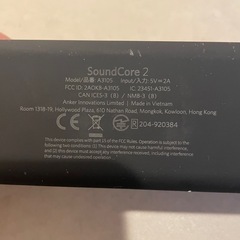 SoundCore 2
Model/品番: A3105 Input/入力: 5V⎓2A
FCC ID: 2AOKB-A3105 IC: 23451-A3105
CAN ICES-3 (B) / NMB-3 (B)
Anker Innovations Limited | Made in Vietnam
Room 1318-19, Hollywood Plaza, 610 Nathan Road, Mongkok, Kowloon, Hong Kong
204-920384
This device complies with part 15 of the FCC Rules. Operation is subject to
the following two conditions: (1) this device may not cause harmful
interference, and (2) this device must accept any interference
received, including interference that may cause undesired operation.